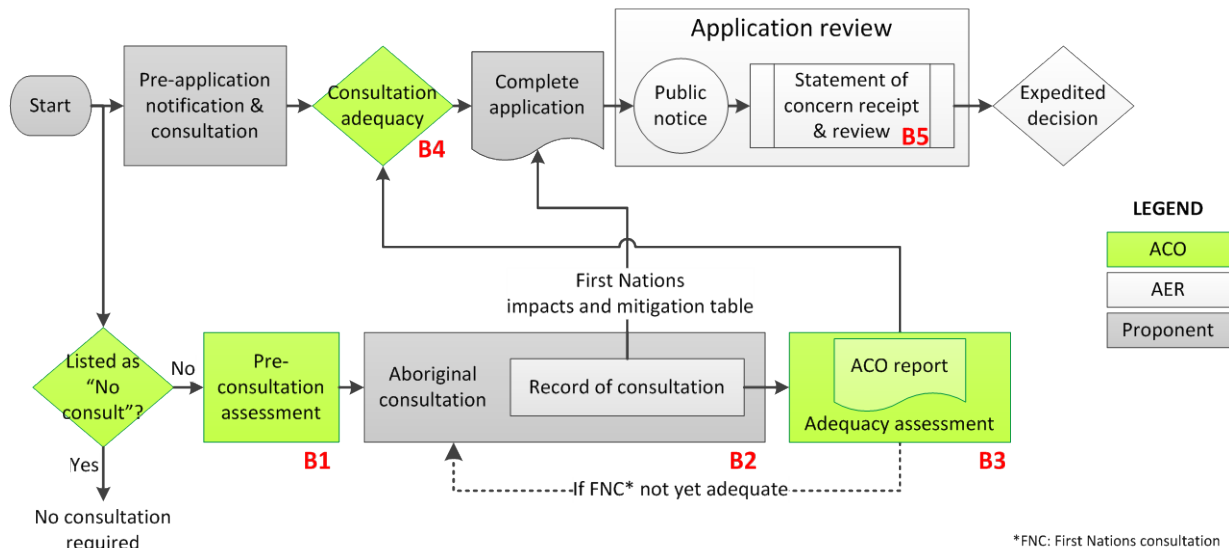 Start
Pre-application
notification &
consultation
Consultation
adequacy
B4
Complete
application
Application review
Public
notice
Statement of
concern receipt
& review
B5
Expedited
decision
LEGEND
ACO
AER
Proponent
First Nations
impacts and mitigation table
Listed as
“No
consult”?
No
Yes
No consultation
required
Pre-
consultation
assessment
B1
Aboriginal
consultation
Record of consultation
B2
ACO report
Adequacy assessment
B3
If FNC* not yet adequate
*FNC: First Nations consultation